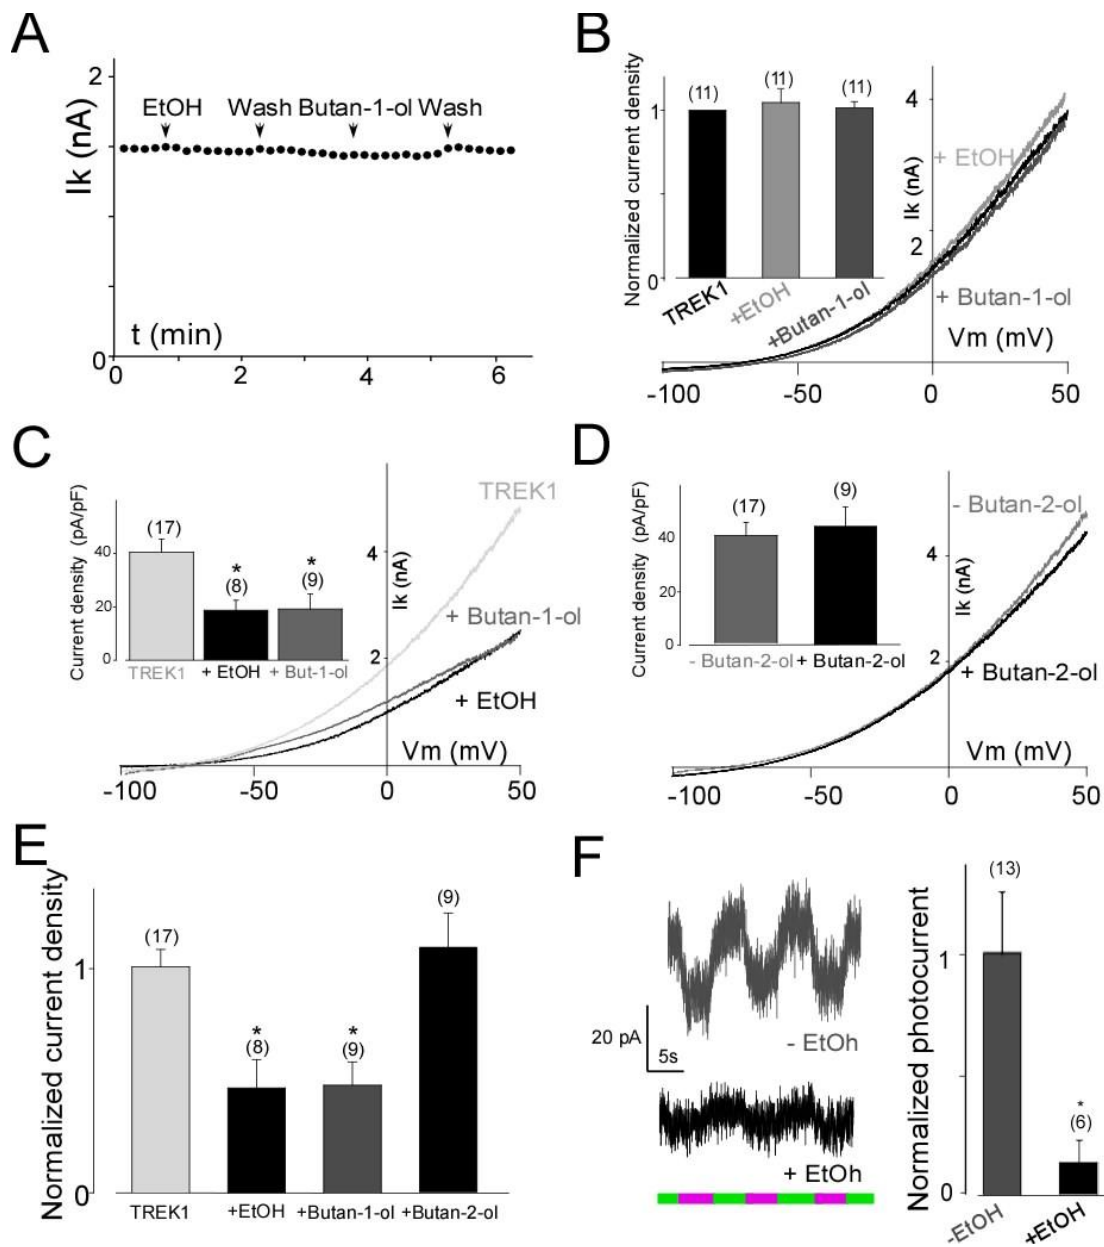 A
2
Ik (nA)
EtOH Wash Butan-1-ol Wash
t (min)
0
0 2 4 6
B
Normalized current density
1
0
(11) (11) (11)
TREK1 +EtOH +Butan-1-ol
4
+ EtOH
Ik (nA)
2
+ Butan-1-ol
Vm (mV)
-100 -50 0 50
C
Current density (pA/pF)
40
20
0
(17)
* (8)
* (9)
TREK1 + EtOH + But-1-ol
TREK1
4
Ik (nA)
+ Butan-1-ol
2
+ EtOH
Vm (mV)
-100 -50 0 50
D
Current density (pA/pF)
40
20
0
(17) (9)
- Butan-2-ol + Butan-2-ol
- Butan-2-ol
4
Ik (nA)
2
+ Butan-2-ol
Vm (mV)
-100 -50 0 50
E
Normalized current density
1
0
(17)
* (8)
* (9)
(9)
TREK1 +EtOH +Butan-1-ol +Butan-2-ol
F
20 pA
5s
- EtOh
+ EtOh
Normalized photocurrent
1
0
(13)
*
(6)
-EtOH +EtOH